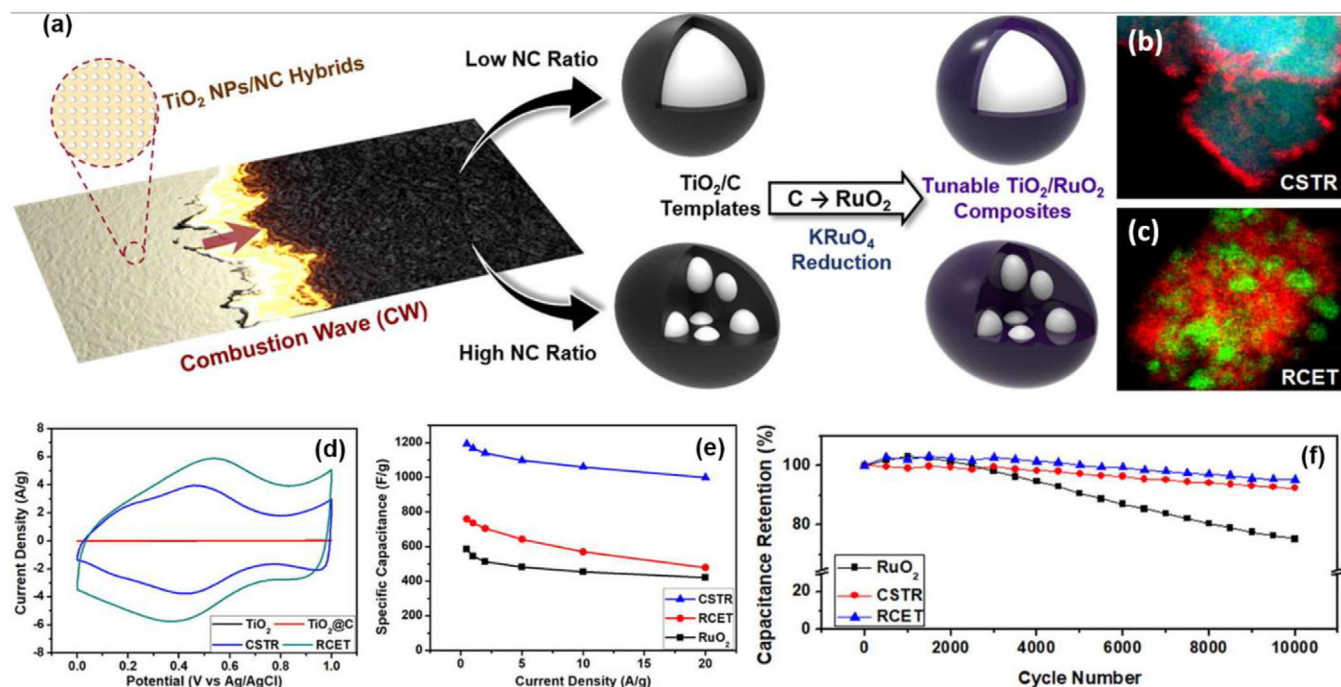 (a)
TiO2 NPs/NC Hybrids
Combustion Wave (CW)
Low NC Ratio
High NC Ratio
TiO2/C
Templates
C → RuO2
KRuO4
Reduction
Tunable TiO2/RuO2
Composites
(b)
CSTR
(c)
RCET
(d)
Current Density (A/g)
8
6
4
2
0
-2
-4
-6
-8
0.0 0.2 0.4 0.6 0.8 1.0
Potential (V vs Ag/AgCl)
TiO2 TiO2@C
CSTR RCET
(e)
Specific Capacitance (F/g)
1200
1000
800
600
400
200
0
0 5 10 15 20
Current Density (A/g)
CSTR
RCET
RuO2
(f)
Capacitance Retention (%)
100
80
20
0
0 2000 4000 6000 8000 10000
Cycle Number
RuO2
CSTR
RCET